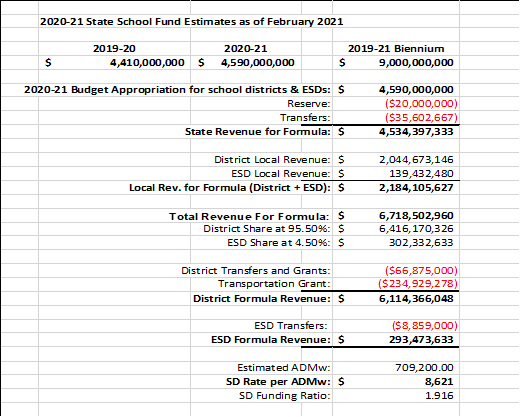 2020-21 State School Fund Estimates as of February 2021
2019-20 2020-21 2019-21 Biennium
$ 4,410,000,000 $ 4,590,000,000 $ 9,000,000,000
2020-21 Budget Appropriation for school districts & ESDs: $ 4,590,000,000
Reserve: ($20,000,000)
Transfers: ($35,602,667)
State Revenue for Formula: $ 4,534,397,333
District Local Revenue: $ 2,044,673,146
ESD Local Revenue: $ 139,432,480
Local Rev. for Formula (District + ESD): $ 2,184,105,627
Total Revenue For Formula: $ 6,718,502,960
District Share at 95.50%: $ 6,416,170,326
ESD Share at 4.50%: $ 302,332,633
District Transfers and Grants: ($66,875,000)
Transportation Grant: ($234,929,278)
District Formula Revenue: $ 6,114,366,048
ESD Transfers: ($8,859,000)
ESD Formula Revenue: $ 293,473,633
Estimated ADMw: 709,200.00
SD Rate per ADMw: $ 8,621
SD Funding Ratio: 1.916